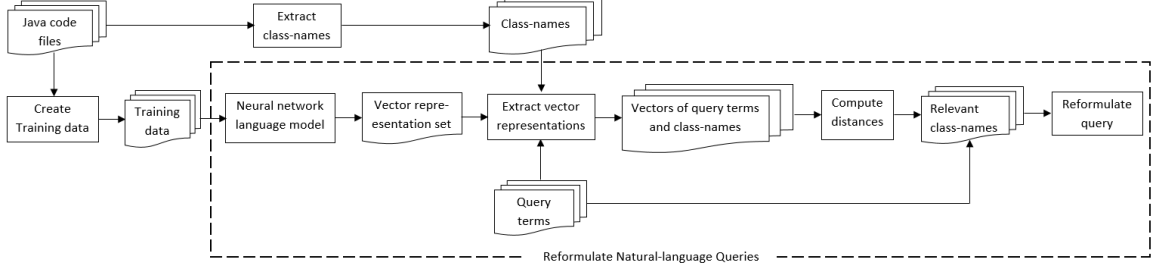 Java code
files
Extract
class-names
Class-names
Create
Training data
Training
data
Neural network
language model
Vector repre-
esentation set
Extract vector
representations
Vectors of query terms
and class-names
Compute
distances
Relevant
class-names
Reformulate
query
Query
terms
Reformulate Natural-language Queries